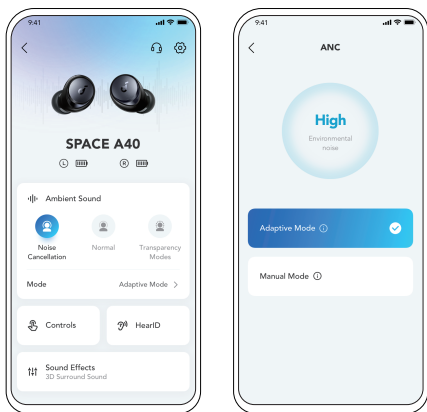 9:41
SPACE A40
L R
Ambient Sound
Noise
Cancellation
Normal
Transparency
Modes
Mode Adaptive Mode
Controls
HearID
Sound Effects
3D Surround Sound
9:41
ANC
High
Environmental
noise
Adaptive Mode
Manual Mode